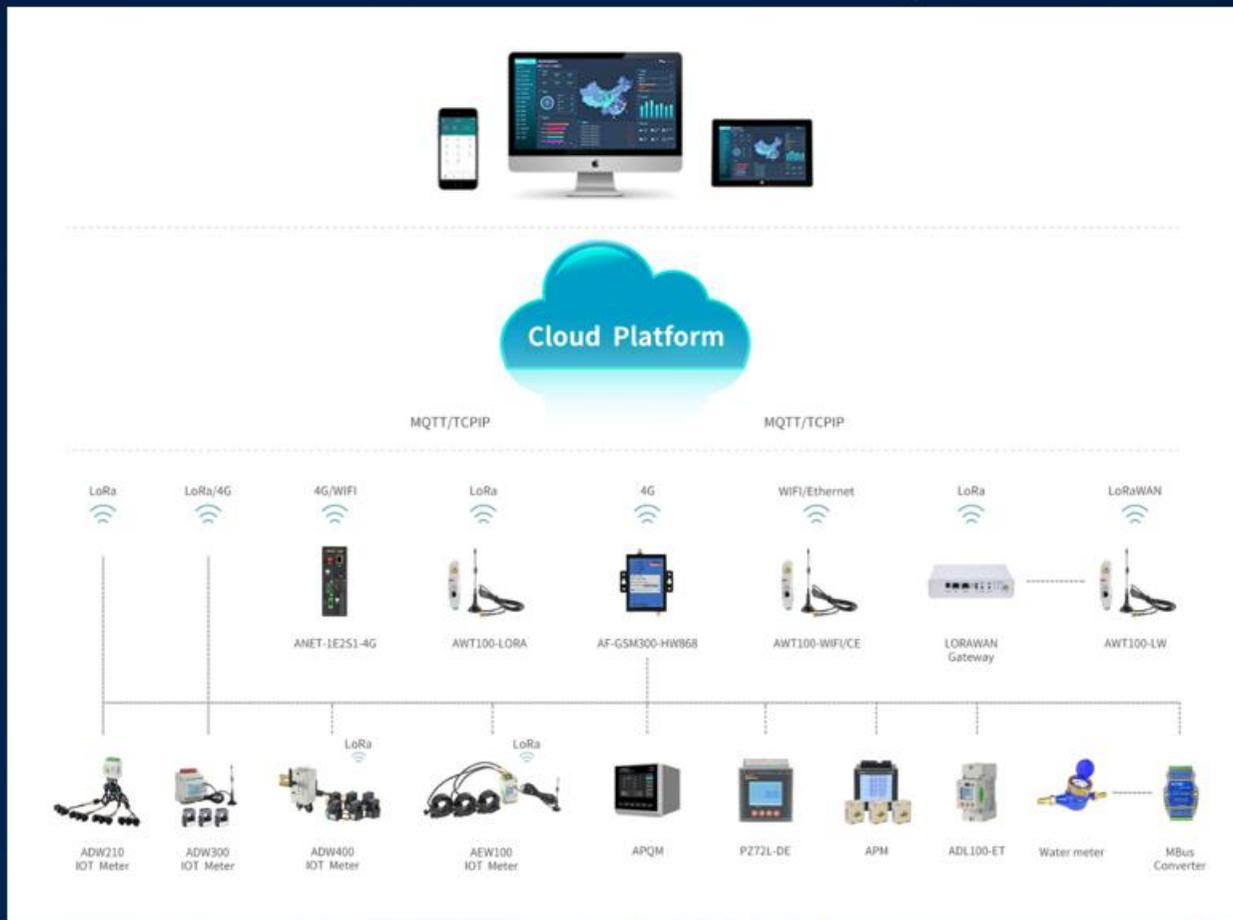 Cloud Platform
MQTT/TCPIP
MQTT/TCPIP
LoRa
LoRa/4G
4G/WIFI
LoRa
4G
WIFI/Ethernet
LoRa
LoRaWAN
ANET-1E2S1-4G
AWT100-LORA
AF-GSM300-HW868
AWT100-WIFI/CE
LORAWAN
Gateway
AWT100-LW
LoRa
LoRa
ADW210
IOT Meter
ADW300
IOT Meter
ADW400
IOT Meter
AEW100
IOT Meter
APQM
PZ72L-DE
APM
ADL100-ET
Water meter
MBus
Converter